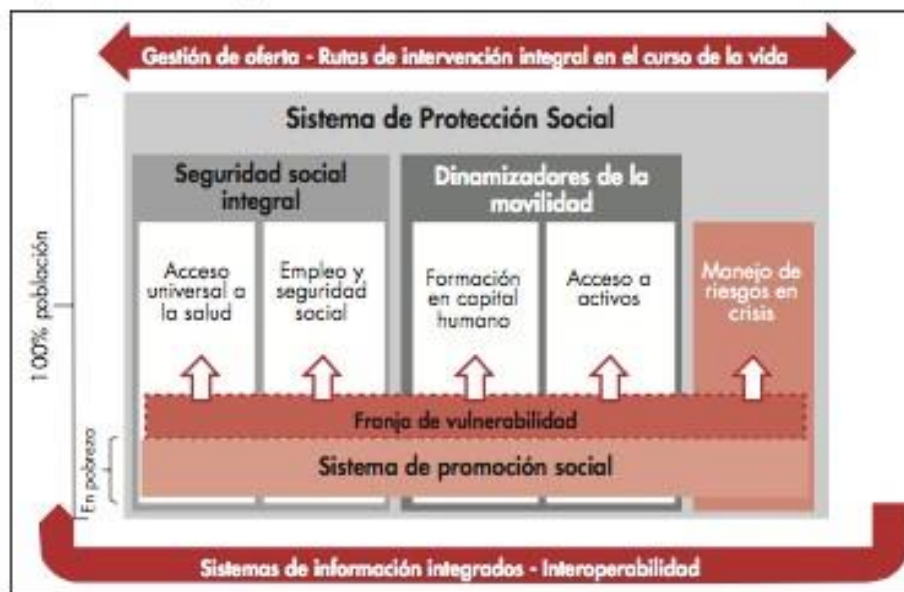 Gestión de oferta - Rutas de intervención integral en el curso de la vida
Sistema de Protección Social
Seguridad social
integral
Dinamizadores de la
movilidad
Acceso
universal a
la salud
Empleo y
seguridad
social
Formación
en capital
humano
Acceso a
activos
Manejo de
riesgos en
crisis
100% población
Franja de vulnerabilidad
En pobreza
Sistema de promoción social
Sistemas de información integrados - Interoperabilidad